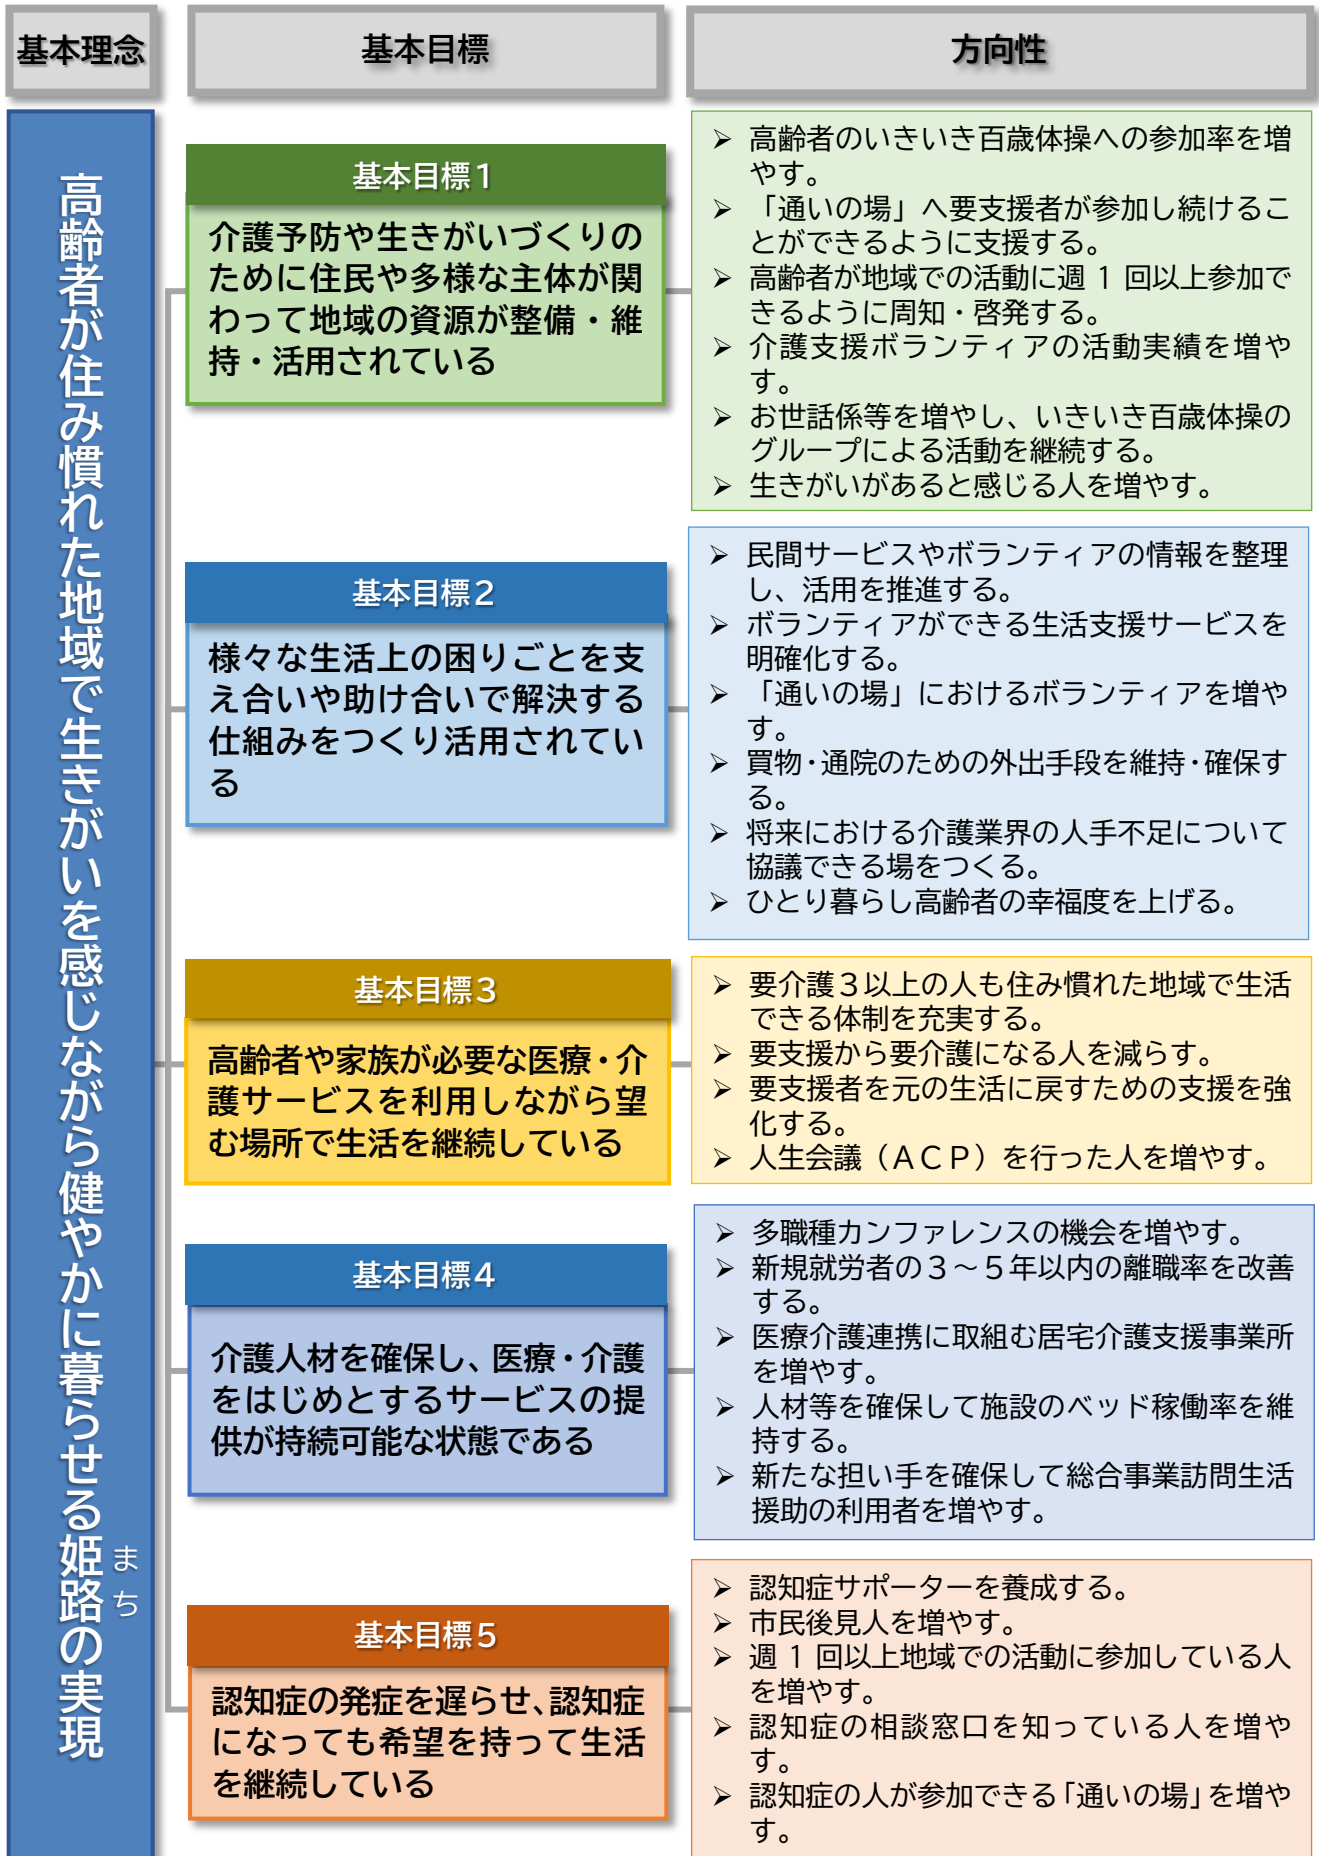 基本理念
基本目標
方向性
高齢者が住み慣れた地域で生きがいを感じながら健やかに暮らせる姫路の実現
まち
基本目標1
介護予防や生きがいづくりの
ために住民や多様な主体が関
わって地域の資源が整備・維
持・活用されている
➢ 高齢者のいきいき百歳体操への参加率を増
やす。
➢ 「通いの場」へ要支援者が参加し続けるこ
とができるように支援する。
➢ 高齢者が地域での活動に週 1 回以上参加で
きるように周知・啓発する。
➢ 介護支援ボランティアの活動実績を増や
す。
➢ お世話係等を増やし、いきいき百歳体操の
グループによる活動を継続する。
➢ 生きがいがあると感じる人を増やす。
基本目標2
様々な生活上の困りごとを支
え合いや助け合いで解決する
仕組みをつくり活用されてい
る
➢ 民間サービスやボランティアの情報を整理
し、活用を推進する。
➢ ボランティアができる生活支援サービスを
明確化する。
➢ 「通いの場」におけるボランティアを増や
す。
➢ 買物・通院のための外出手段を維持・確保す
る。
➢ 将来における介護業界の人手不足について
協議できる場をつくる。
➢ ひとり暮らし高齢者の幸福度を上げる。
基本目標3
高齢者や家族が必要な医療・介
護サービスを利用しながら望
む場所で生活を継続している
➢ 要介護3以上の人も住み慣れた地域で生活
できる体制を充実する。
➢ 要支援から要介護になる人を減らす。
➢ 要支援者を元の生活に戻すための支援を強
化する。
➢ 人生会議（ACP）を行った人を増やす。
基本目標4
介護人材を確保し、医療・介護
をはじめとするサービスの提
供が持続可能な状態である
➢ 多職種カンファレンスの機会を増やす。
➢ 新規就労者の3～5年以内の離職率を改善
する。
➢ 医療介護連携に取組む居宅介護支援事業所
を増やす。
➢ 人材等を確保して施設のベッド稼働率を維
持する。
➢ 新たな担い手を確保して総合事業訪問生活
援助の利用者を増やす。
基本目標5
認知症の発症を遅らせ、認知症
になっても希望を持って生活
を継続している
➢ 認知症サポーターを養成する。
➢ 市民後見人を増やす。
➢ 週 1 回以上地域での活動に参加している人
を増やす。
➢ 認知症の相談窓口を知っている人を増や
す。
➢ 認知症の人が参加できる「通いの場」を増や
す。